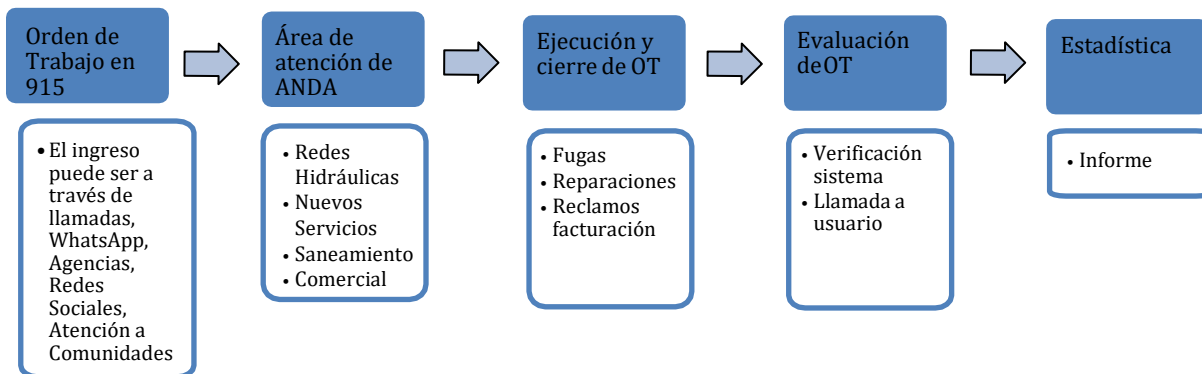 Orden de
Trabajo en
915
• El ingreso
puede ser a
través de
llamadas,
WhatsApp,
Agencias,
Redes
Sociales,
Atención a
Comunidades
Área de
atención de
ANDA
• Redes
Hidráulicas
• Nuevos
Servicios
• Saneamiento
• Comercial
Ejecución y
cierre de OT
• Fugas
• Reparaciones
• Reclamos
facturación
Evaluación
de OT
• Verificación
sistema
• Llamada a
usuario
Estadística
• Informe